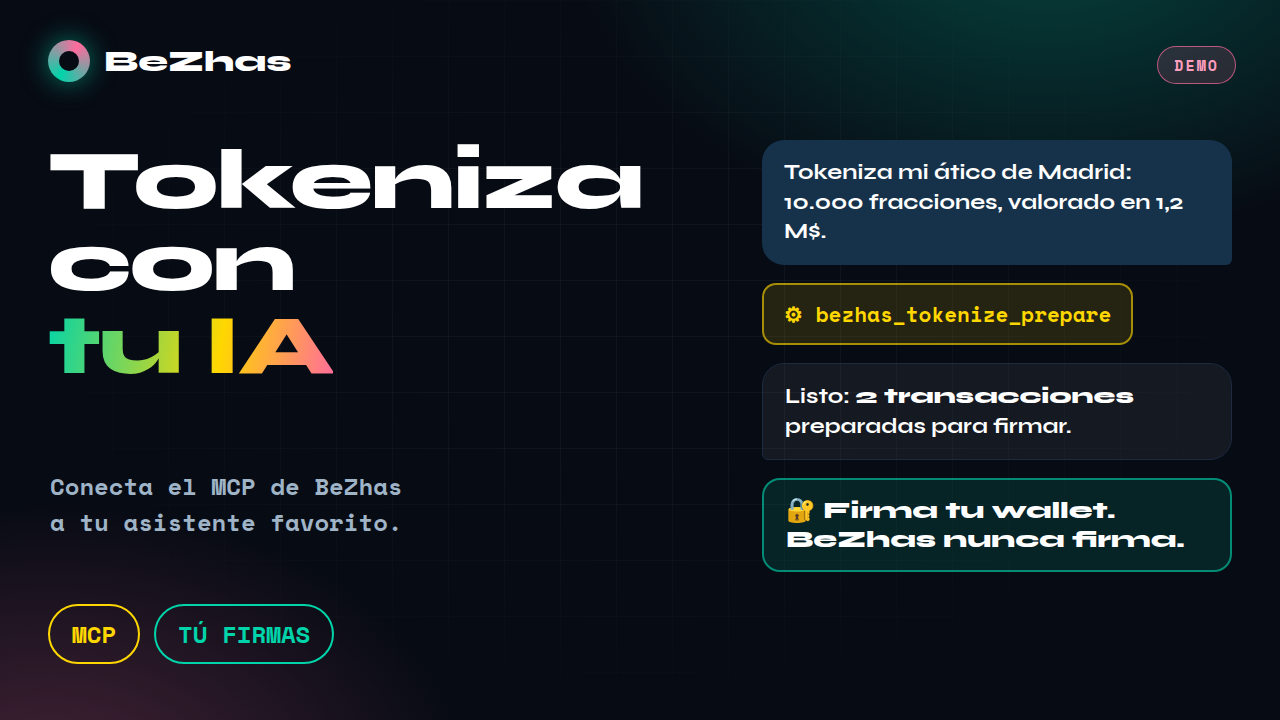 BeZhas
DEMO
Tokeniza
con
tu IA
Conecta el MCP de BeZhas
a tu asistente favorito.
MCP
TÚ FIRMAS
Tokeniza mi ático de Madrid:
10.000 fracciones, valorado en 1,2
M$.
⚙ bezhas_tokenize_prepare
Listo: 2 transacciones
preparadas para firmar.
🔐 Firma tu wallet.
BeZhas nunca firma.